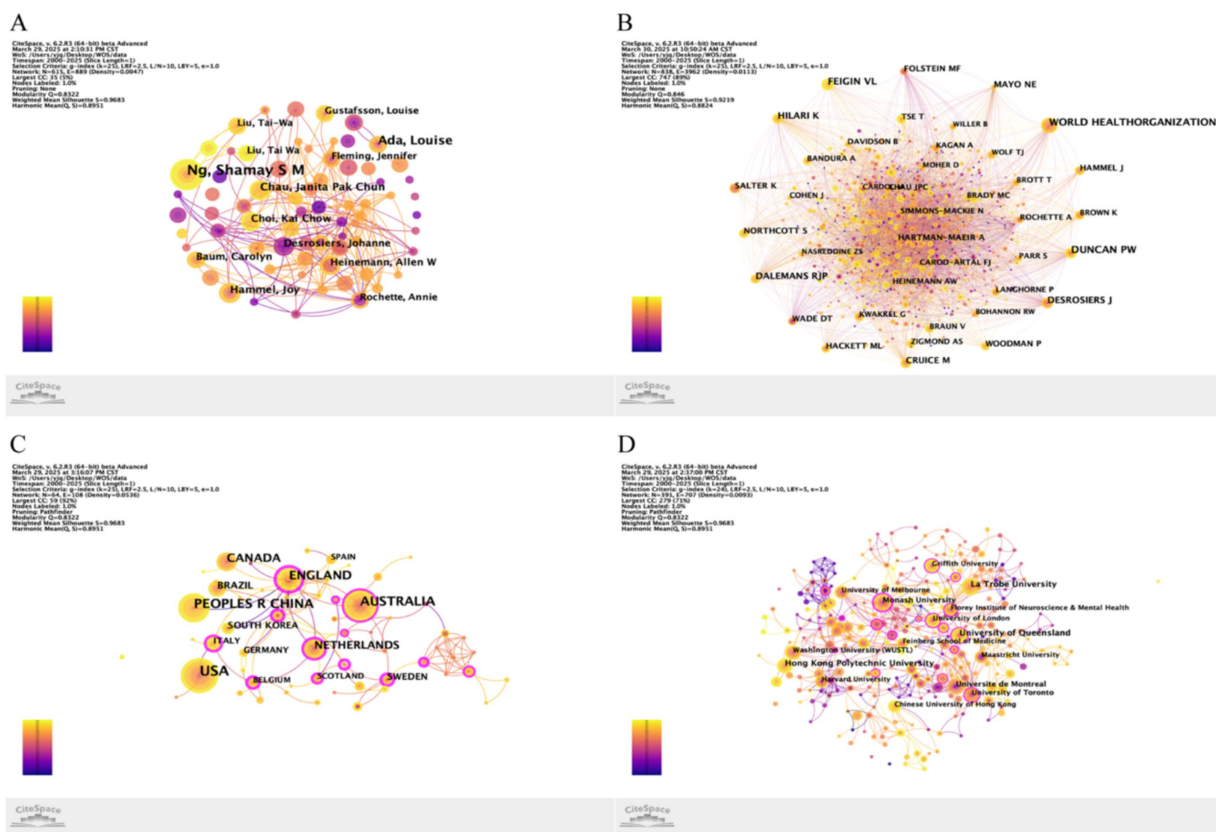 A
CiteSpace, v. 6.2.R3 (64-bit) beta Advanced
March 29, 2025 at 2:10:31 PM CST
WoS: /Users/yjq/Desktop/WOS/data
Timespan: 2000-2025 (Slice Length=1)
Selection Criteria: g-index (k=25), LRF=2.5, L/N=10, LBY=5, e=1.0
Network: N=615, E=889 (Density=0.0047)
Largest CC: 35 (5%)
Nodes Labeled: 1.0%
Pruning: None
Modularity Q=0.8322
Weighted Mean Silhouette S=0.9683
Harmonic Mean(Q, S)=0.8951
Gustafsson, Louise
Liu, Tai-Wa
Ada, Louise
Liu, Tai Wa
Fleming, Jennifer
Ng, Shamay S M
Chau, Janita Pak Chun
Choi, Kai Chow
Desrosiers, Johanne
Baum, Carolyn
Heinemann, Allen W
Hammel, Joy
Rochette, Annie
CiteSpace
B
CiteSpace, v. 6.2.R3 (64-bit) beta Advanced
March 30, 2025 at 10:50:24 AM CST
WoS: /Users/yjq/Desktop/WOS/data
Timespan: 2000-2025 (Slice Length=1)
Selection Criteria: g-index (k=25), LRF=2.5, L/N=10, LBY=5, e=1.0
Network: N=838, E=3962 (Density=0.0113)
Largest CC: 747 (89%)
Nodes Labeled: 1.0%
Pruning: None
Modularity Q=0.846
Weighted Mean Silhouette S=0.9219
Harmonic Mean(Q, S)=0.8824
FOLSTEIN MF
FEIGIN VL
MAYO NE
HILARI K
TSE T
WILLER B
WORLD HEALTHORGANIZATION
DAVIDSON B
KAGAN A
WOLF TJ
BANDURA A
MOHER D
HAMMEL J
BROTT T
SALTER K
COHEN J
CHAU JPC
BRADY MC
SIMMONS-MACKIE N
ROCHETTE A
BROWN K
NORTHCOTT S
HARTMAN-MAEIR A
NASREDDINE ZS
PARR S
DUNCAN PW
CAROD-ARTAL FJ
DALEMANS RJP
HEINEMANN AW
LANGHORNE P
DESROSIERS J
WADE DT
KWAKKEL G
BOHANNON RW
BRAUN V
HACKETT ML
ZIGMOND AS
WOODMAN P
CRUICE M
CiteSpace
C
CiteSpace, v. 6.2.R3 (64-bit) beta Advanced
March 29, 2025 at 3:16:07 PM CST
WoS: /Users/yjq/Desktop/WOS/data
Timespan: 2000-2025 (Slice Length=1)
Selection Criteria: g-index (k=25), LRF=2.5, L/N=10, LBY=5, e=1.0
Network: N=64, E=108 (Density=0.0536)
Largest CC: 59 (92%)
Nodes Labeled: 1.0%
Pruning: Pathfinder
Modularity Q=0.8322
Weighted Mean Silhouette S=0.9683
Harmonic Mean(Q, S)=0.8951
CANADA
SPAIN
ENGLAND
BRAZIL
PEOPLES R CHINA
AUSTRALIA
SOUTH KOREA
ITALY
GERMANY
NETHERLANDS
USA
BELGIUM
SCOTLAND
SWEDEN
CiteSpace
D
CiteSpace, v. 6.2.R3 (64-bit) beta Advanced
March 29, 2025 at 2:37:00 PM CST
WoS: /Users/yjq/Desktop/WOS/data
Timespan: 2000-2025 (Slice Length=1)
Selection Criteria: g-index (k=24), LRF=2.5, L/N=10, LBY=5, e=1.0
Network: N=391, E=707 (Density=0.0093)
Largest CC: 279 (71%)
Nodes Labeled: 1.0%
Pruning: Pathfinder
Modularity Q=0.8322
Weighted Mean Silhouette S=0.9683
Harmonic Mean(Q, S)=0.8951
Griffith University
La Trobe University
University of Melbourne
Monash University
Florey Institute of Neuroscience & Mental Health
University of London
University of Queensland
Feinberg School of Medicine
Washington University (WUSTL)
Maastricht University
Hong Kong Polytechnic University
Harvard University
Universite de Montreal
University of Toronto
Chinese University of Hong Kong
CiteSpace